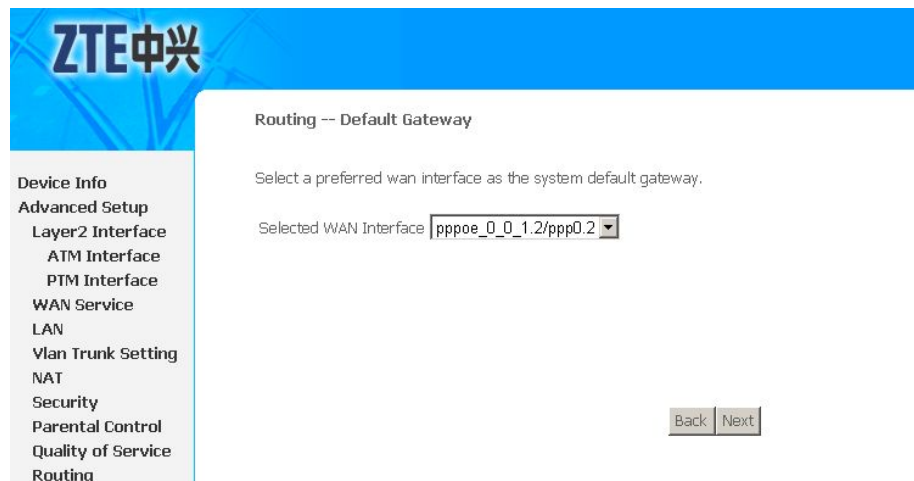 ZTE中兴
Routing -- Default Gateway
Select a preferred wan interface as the system default gateway.
Selected WAN Interface pppoe_0_0_1.2/ppp0.2
Back Next
Device Info
Advanced Setup
Layer2 Interface
ATM Interface
PTM Interface
WAN Service
LAN
Vlan Trunk Setting
NAT
Security
Parental Control
Quality of Service
Routing